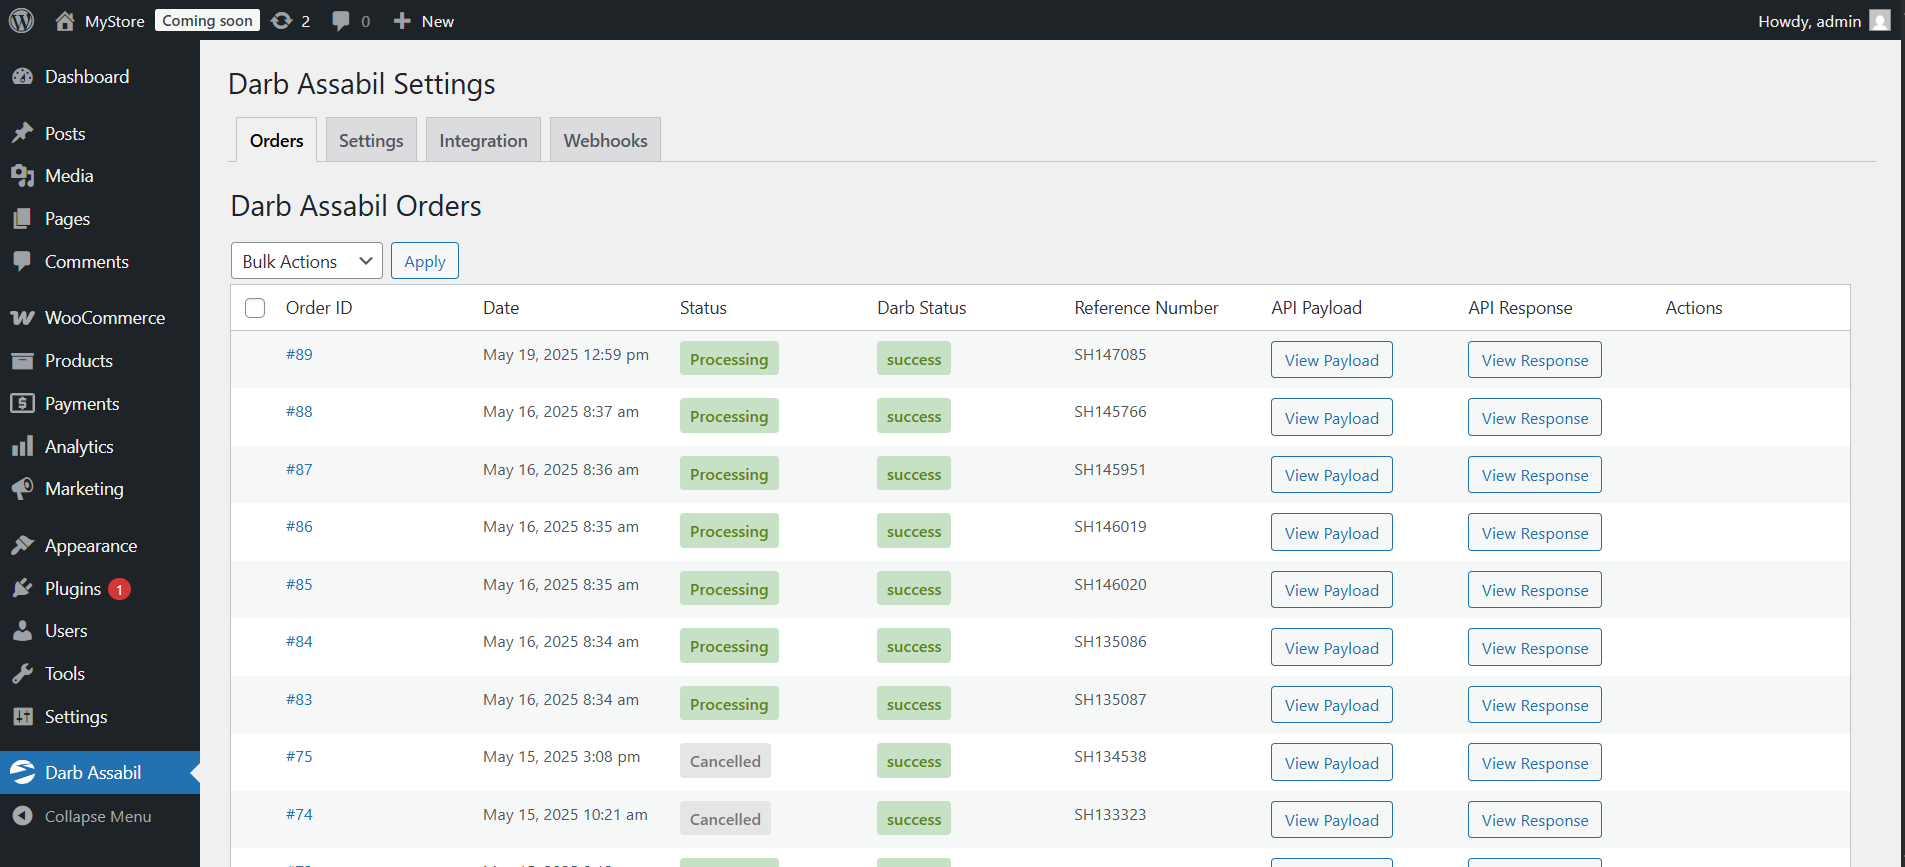 MyStore Coming soon 2 0 New Howdy, admin
Dashboard
Posts
Media
Pages
Comments
WooCommerce
Products
Payments
Analytics
Marketing
Appearance
Plugins 1
Users
Tools
Settings
Darb Assabil
Collapse Menu
Darb Assabil Settings
Orders Settings Integration Webhooks
Darb Assabil Orders
Bulk Actions Apply
Order ID Date Status Darb Status Reference Number API Payload API Response Actions
#89 May 19, 2025 12:59 pm Processing success SH147085 View Payload View Response
#88 May 16, 2025 8:37 am Processing success SH145766 View Payload View Response
#87 May 16, 2025 8:36 am Processing success SH145951 View Payload View Response
#86 May 16, 2025 8:35 am Processing success SH146019 View Payload View Response
#85 May 16, 2025 8:35 am Processing success SH146020 View Payload View Response
#84 May 16, 2025 8:34 am Processing success SH135086 View Payload View Response
#83 May 16, 2025 8:34 am Processing success SH135087 View Payload View Response
#75 May 15, 2025 3:08 pm Cancelled success SH134538 View Payload View Response
#74 May 15, 2025 10:21 am Cancelled success SH133323 View Payload View Response